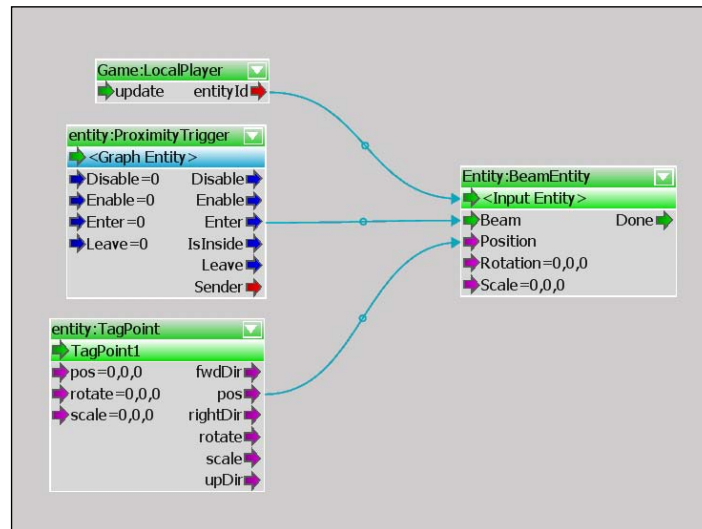 Game:LocalPlayer
update entityId
entity:ProximityTrigger
<Graph Entity>
Disable=0 Disable
Enable=0 Enable
Enter=0 Enter
Leave=0 IsInside
Leave
Sender
Entity:BeamEntity
<Input Entity>
Beam Done
Position
Rotation=0,0,0
Scale=0,0,0
entity:TagPoint
TagPoint1
pos=0,0,0 fwdDir
rotate=0,0,0 pos
scale=0,0,0 rightDir
rotate
scale
upDir